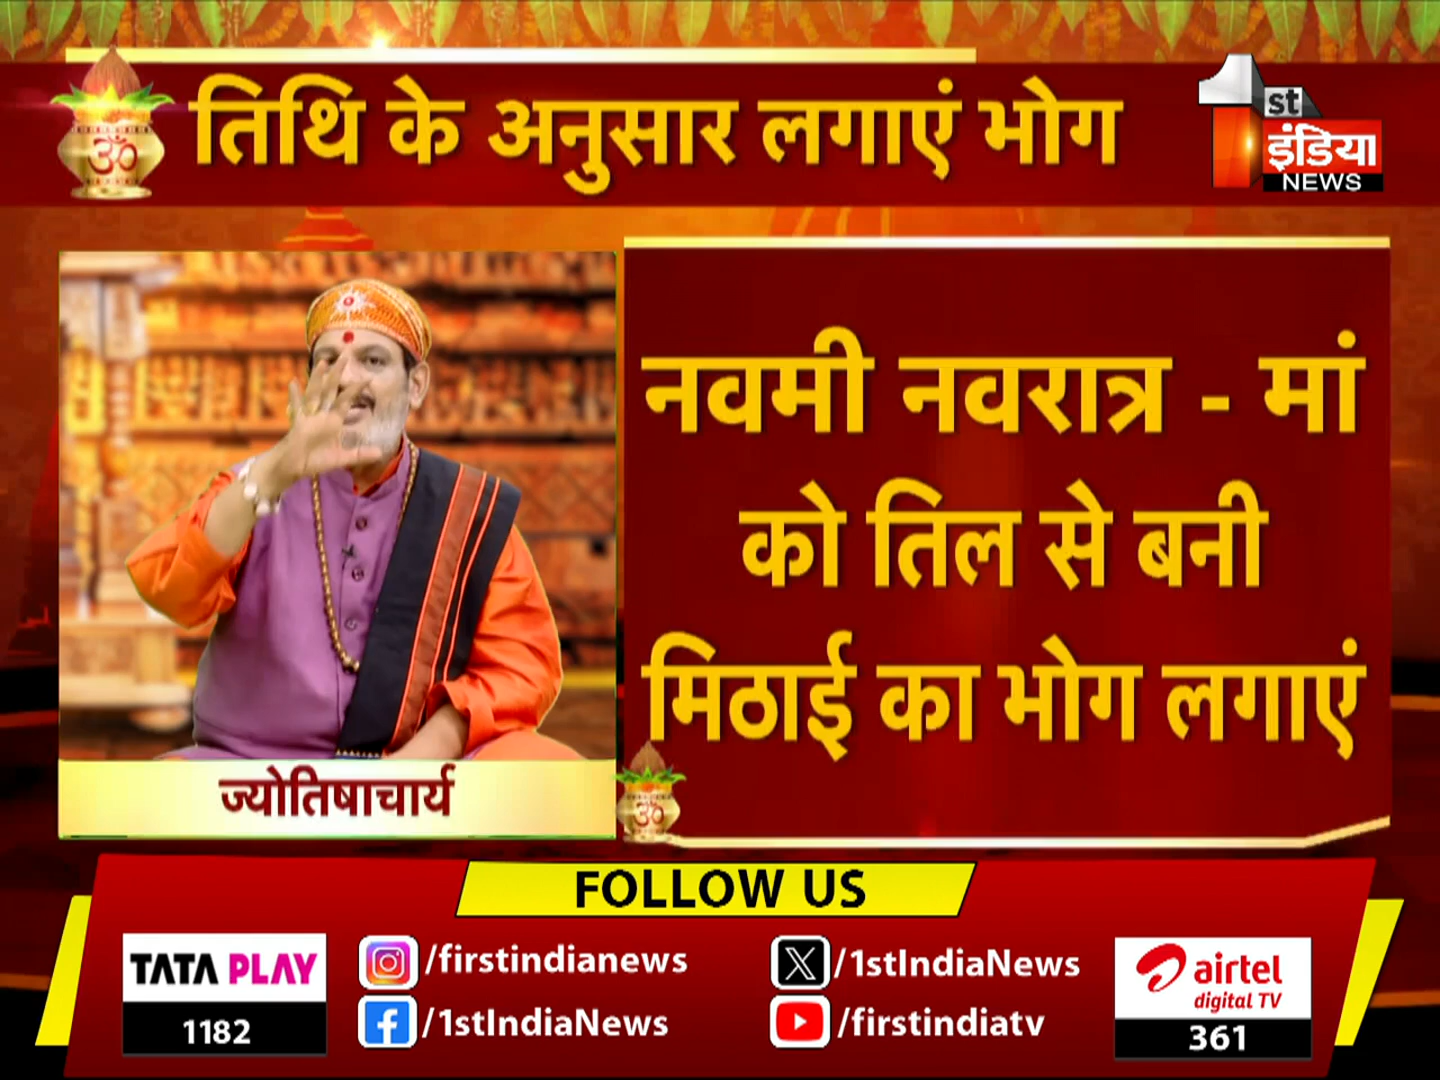 तिथि के अनुसार लगाएं भोग
1st
इंडिया
NEWS
ॐ
नवमी नवरात्र - मां
को तिल से बनी
मिठाई का भोग लगाएं
ॐ
ज्योतिषाचार्य
FOLLOW US
TATA PLAY
1182
/firstindianews
/1stIndiaNews
/1stIndiaNews
/firstindiatv
airtel
digital TV
361